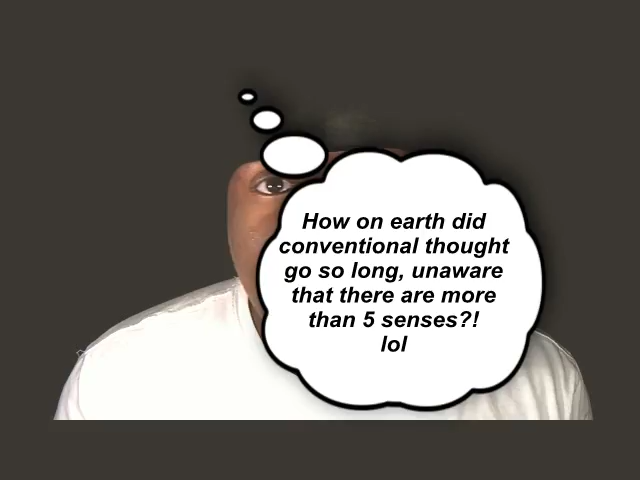 How on earth did
conventional thought
go so long, unaware
that there are more
than 5 senses?!
lol